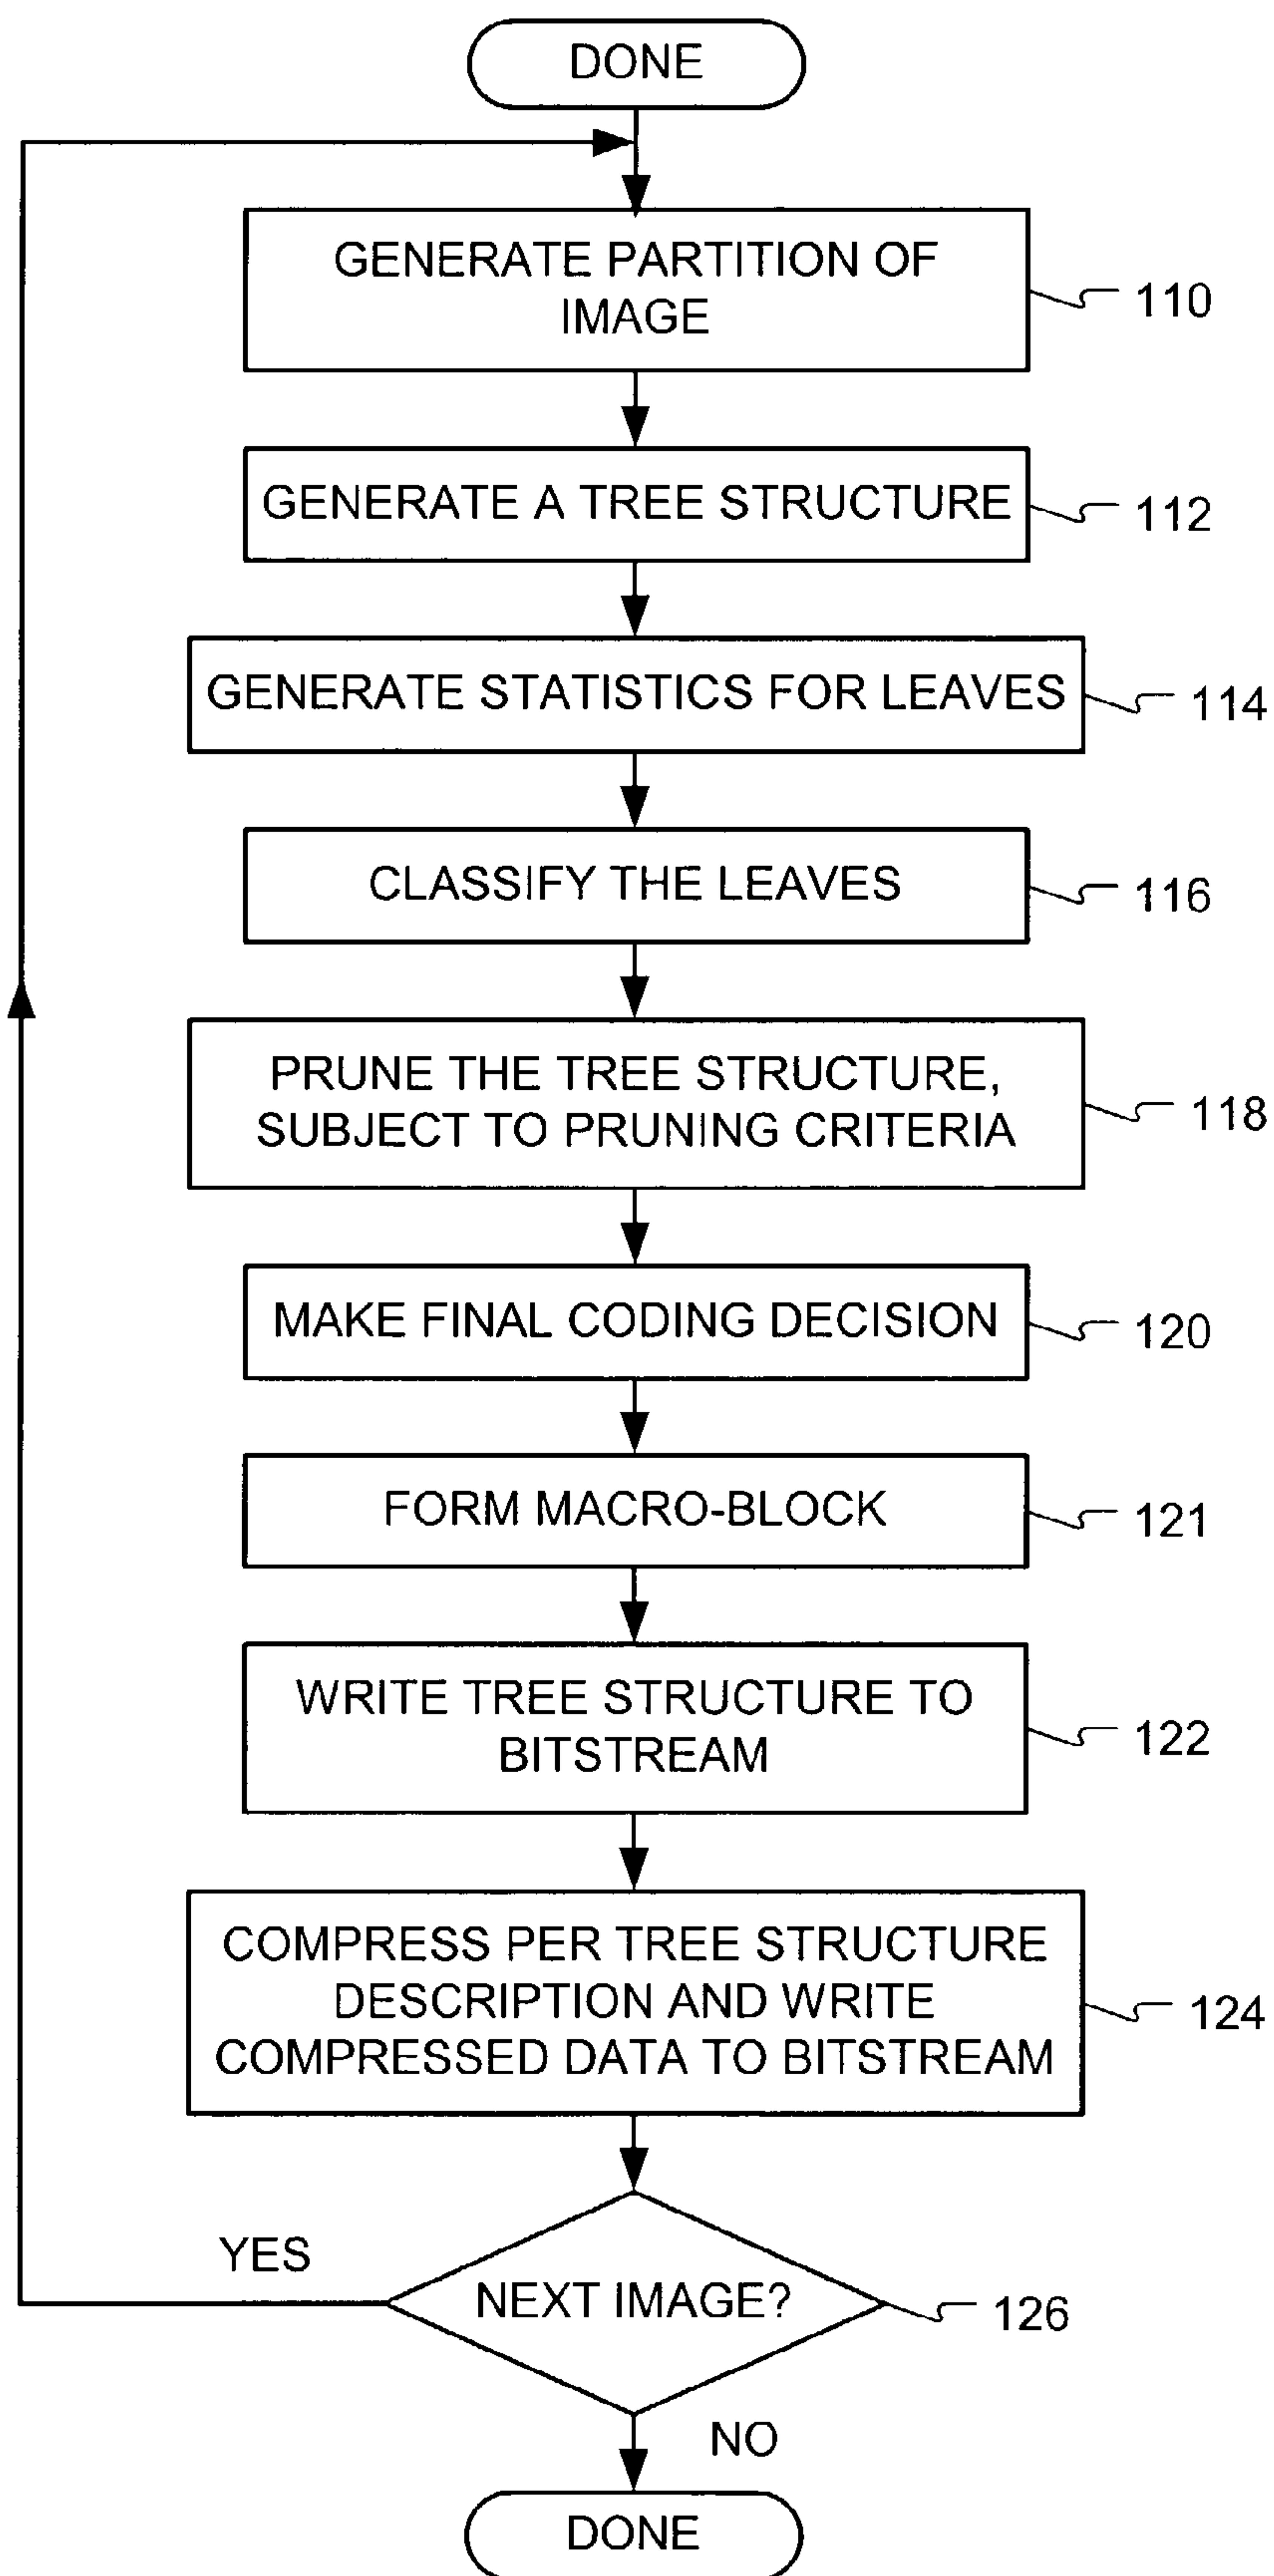 DONE
GENERATE PARTITION OF
IMAGE
110
GENERATE A TREE STRUCTURE
112
GENERATE STATISTICS FOR LEAVES
114
CLASSIFY THE LEAVES
116
PRUNE THE TREE STRUCTURE,
SUBJECT TO PRUNING CRITERIA
118
MAKE FINAL CODING DECISION
120
FORM MACRO-BLOCK
121
WRITE TREE STRUCTURE TO
BITSTREAM
122
COMPRESS PER TREE STRUCTURE
DESCRIPTION AND WRITE
COMPRESSED DATA TO BITSTREAM
124
YES
NEXT IMAGE?
126
NO
DONE